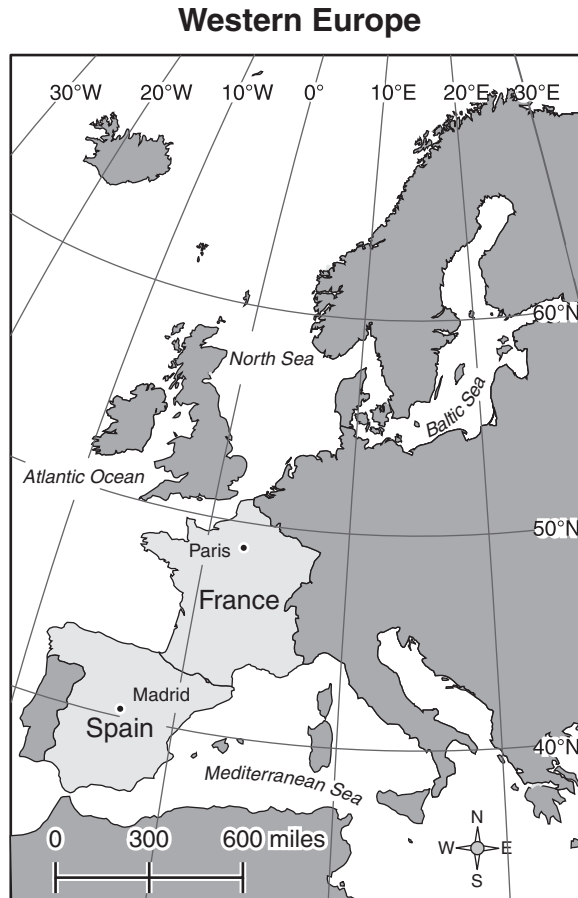 Western Europe
30°W 20°W 10°W 0° 10°E 20°E 30°E
60°N
North Sea
Baltic Sea
Atlantic Ocean
50°N
Paris
France
Madrid
Spain
40°N
Mediterranean Sea
N
W E
S
0 300 600 miles